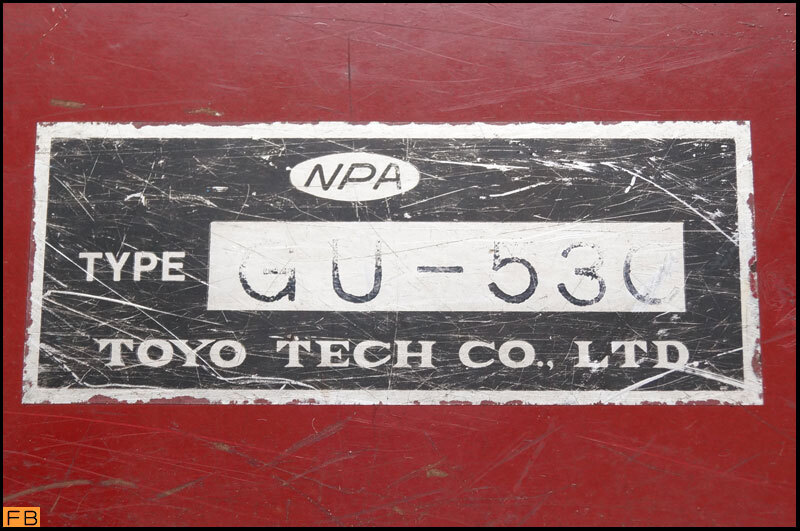 NPA
TYPE GU-530
TOYO TECH CO., LTD.
FB